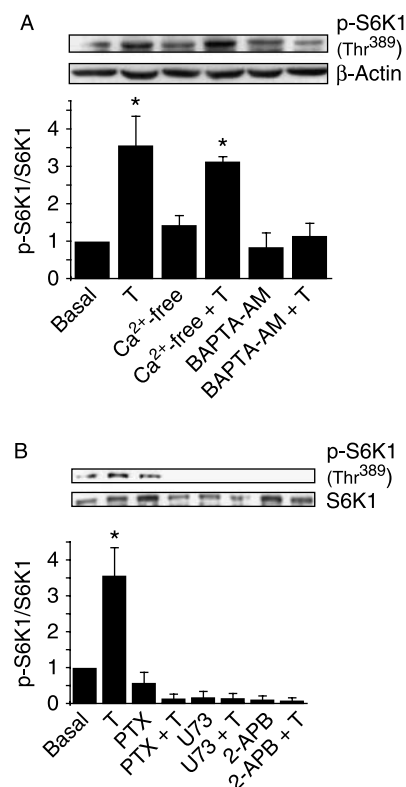 A
p-S6K1
(Thr389)
β-Actin
p-S6K1/S6K1
4
3
2
1
0
*
*
Basal
T
Ca2+-free
Ca2+-free + T
BAPTA-AM
BAPTA-AM + T
B
p-S6K1
(Thr389)
S6K1
p-S6K1/S6K1
4
3
2
1
0
*
Basal
T
PTX
PTX + T
U73
U73 + T
2-APB
2-APB + T